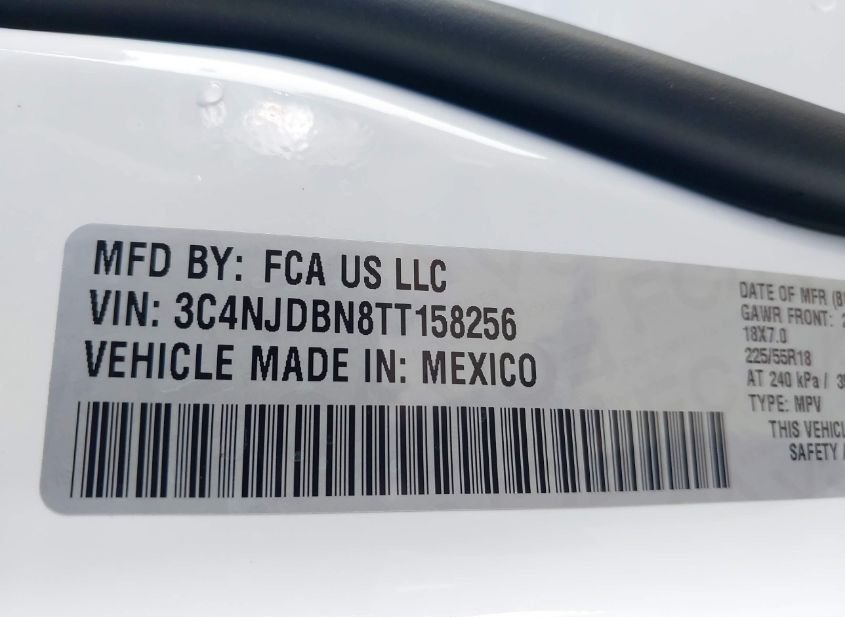 MFD BY: FCA US LLC
VIN: 3C4NJDBN8TT158256
VEHICLE MADE IN: MEXICO
DATE OF MFR
GAWR FRONT:
18X7.0
225/55R18
AT 240 kPa /
TYPE: MPV
THIS
SAFETY